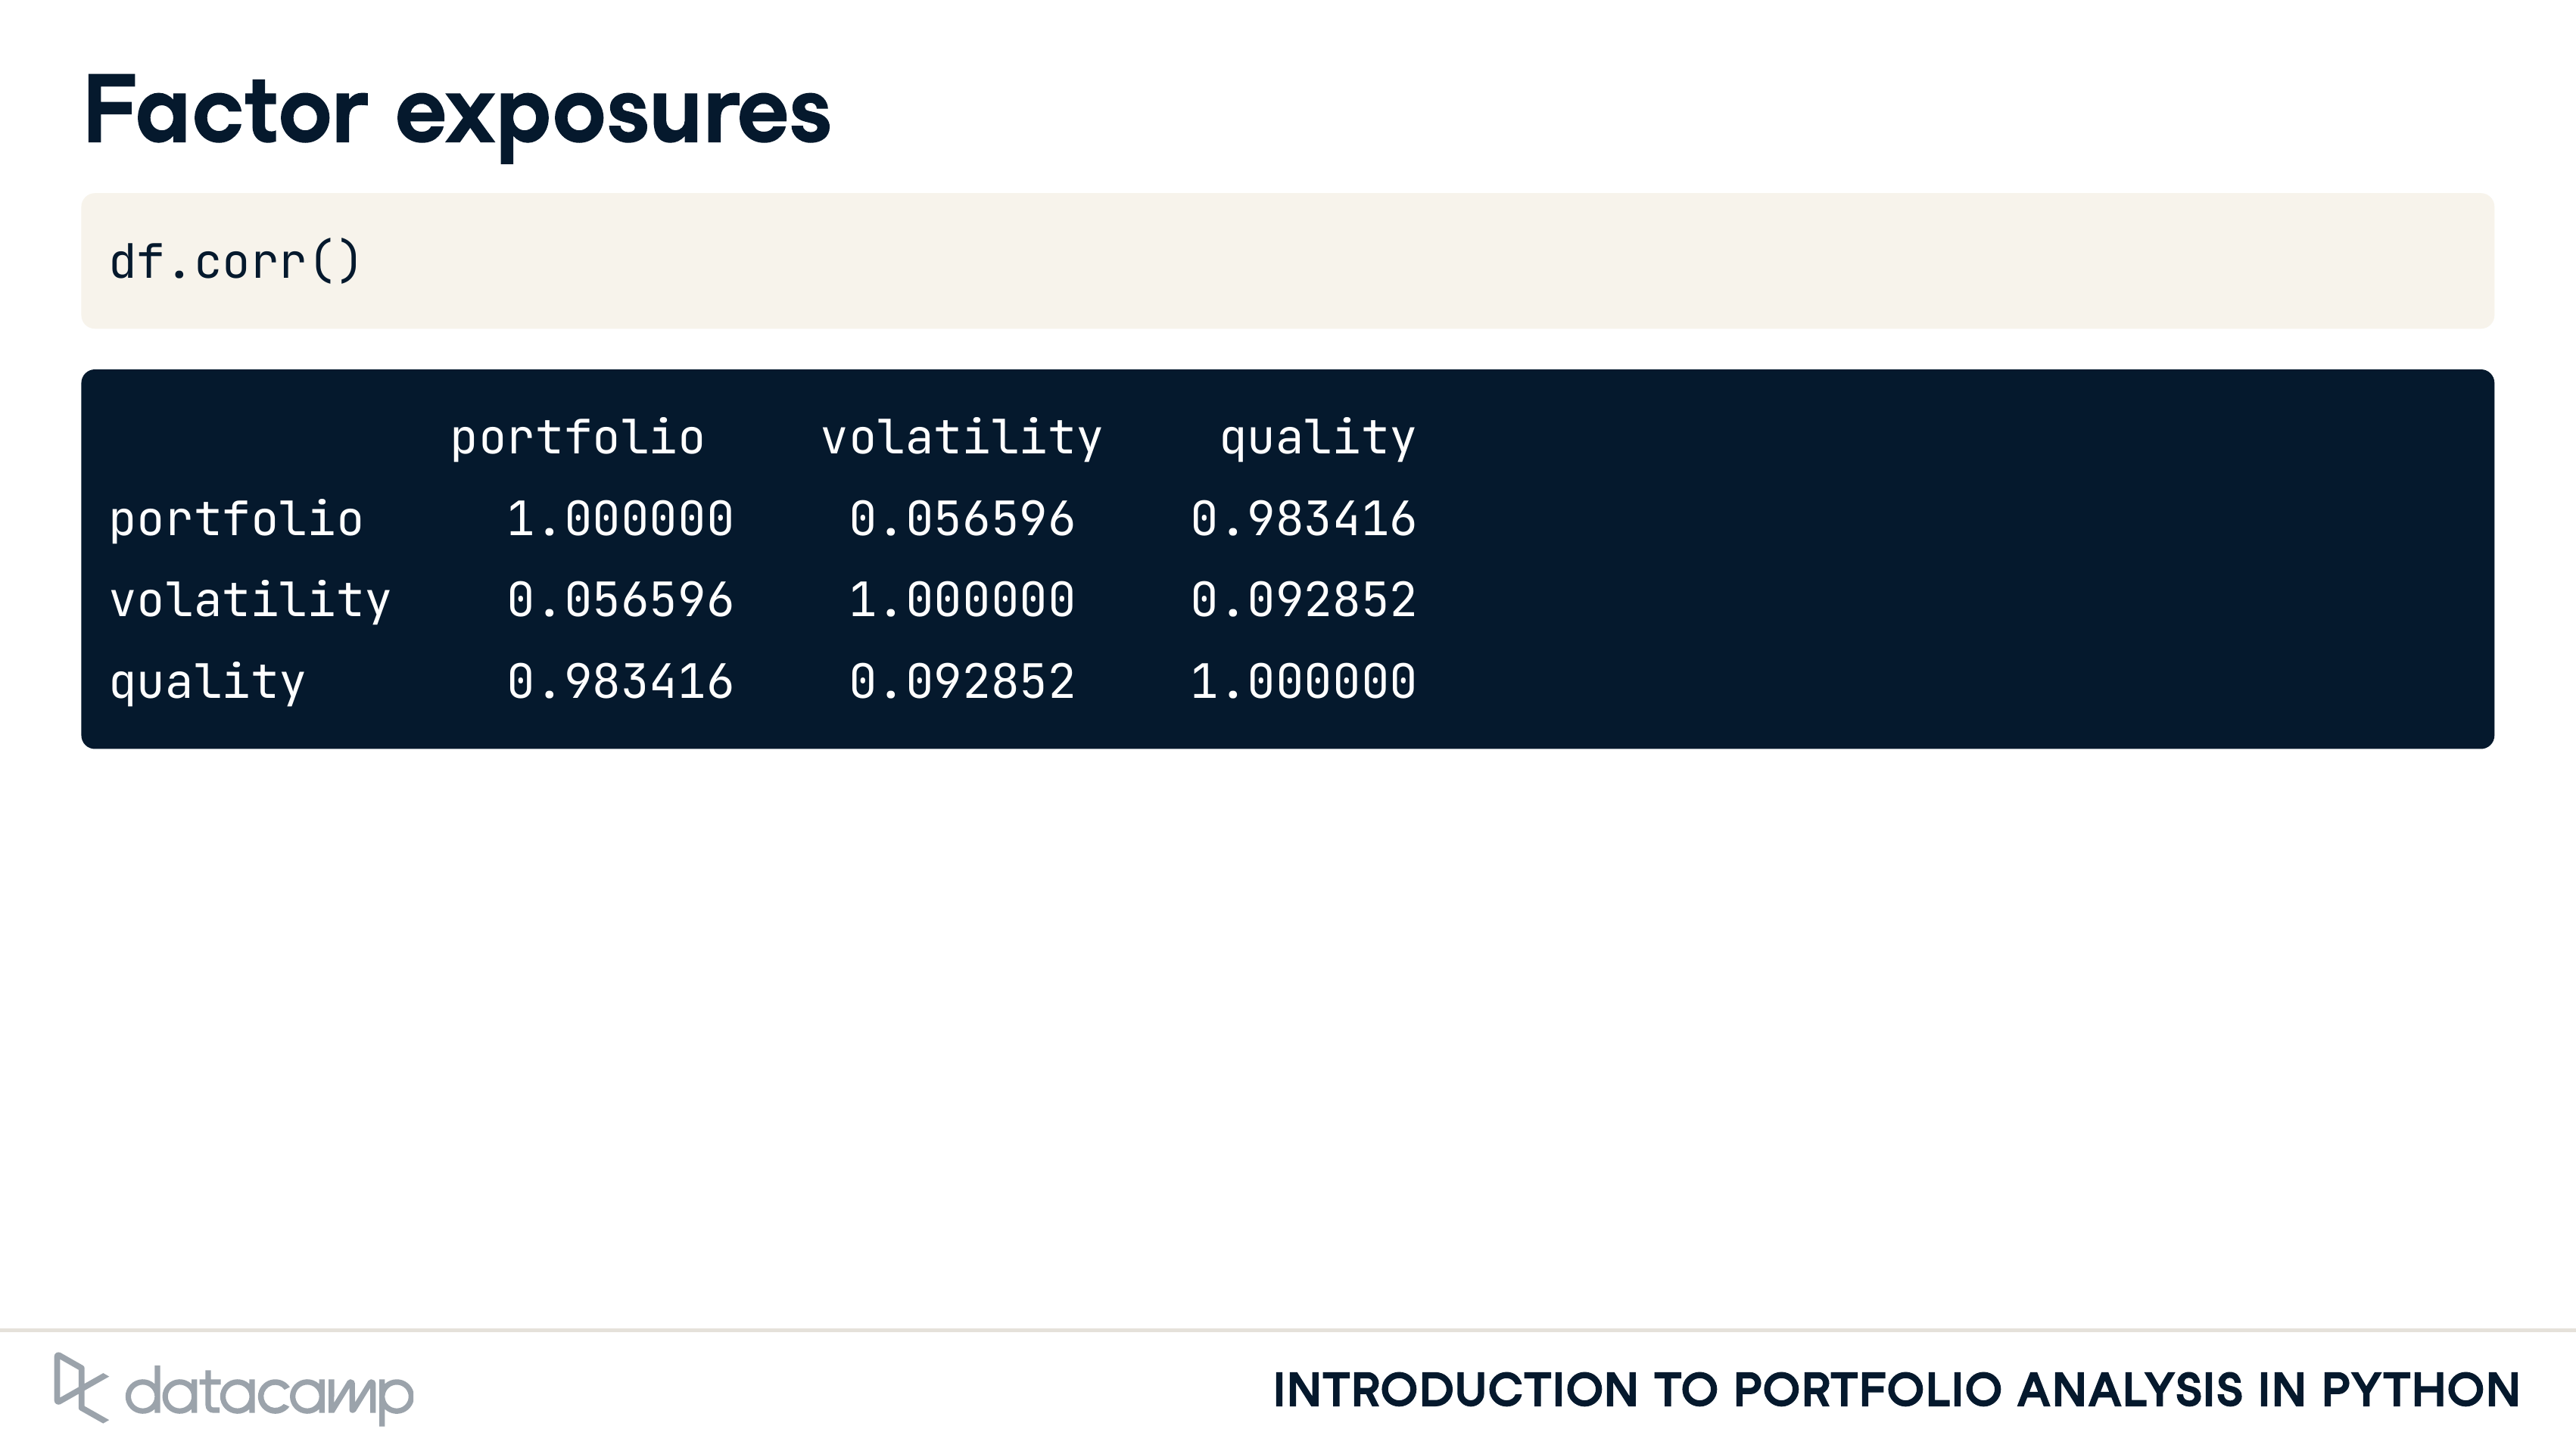 Factor exposures
df.corr()
portfolio volatility quality
portfolio 1.000000 0.056596 0.983416
volatility 0.056596 1.000000 0.092852
quality 0.983416 0.092852 1.000000
datacamp
INTRODUCTION TO PORTFOLIO ANALYSIS IN PYTHON